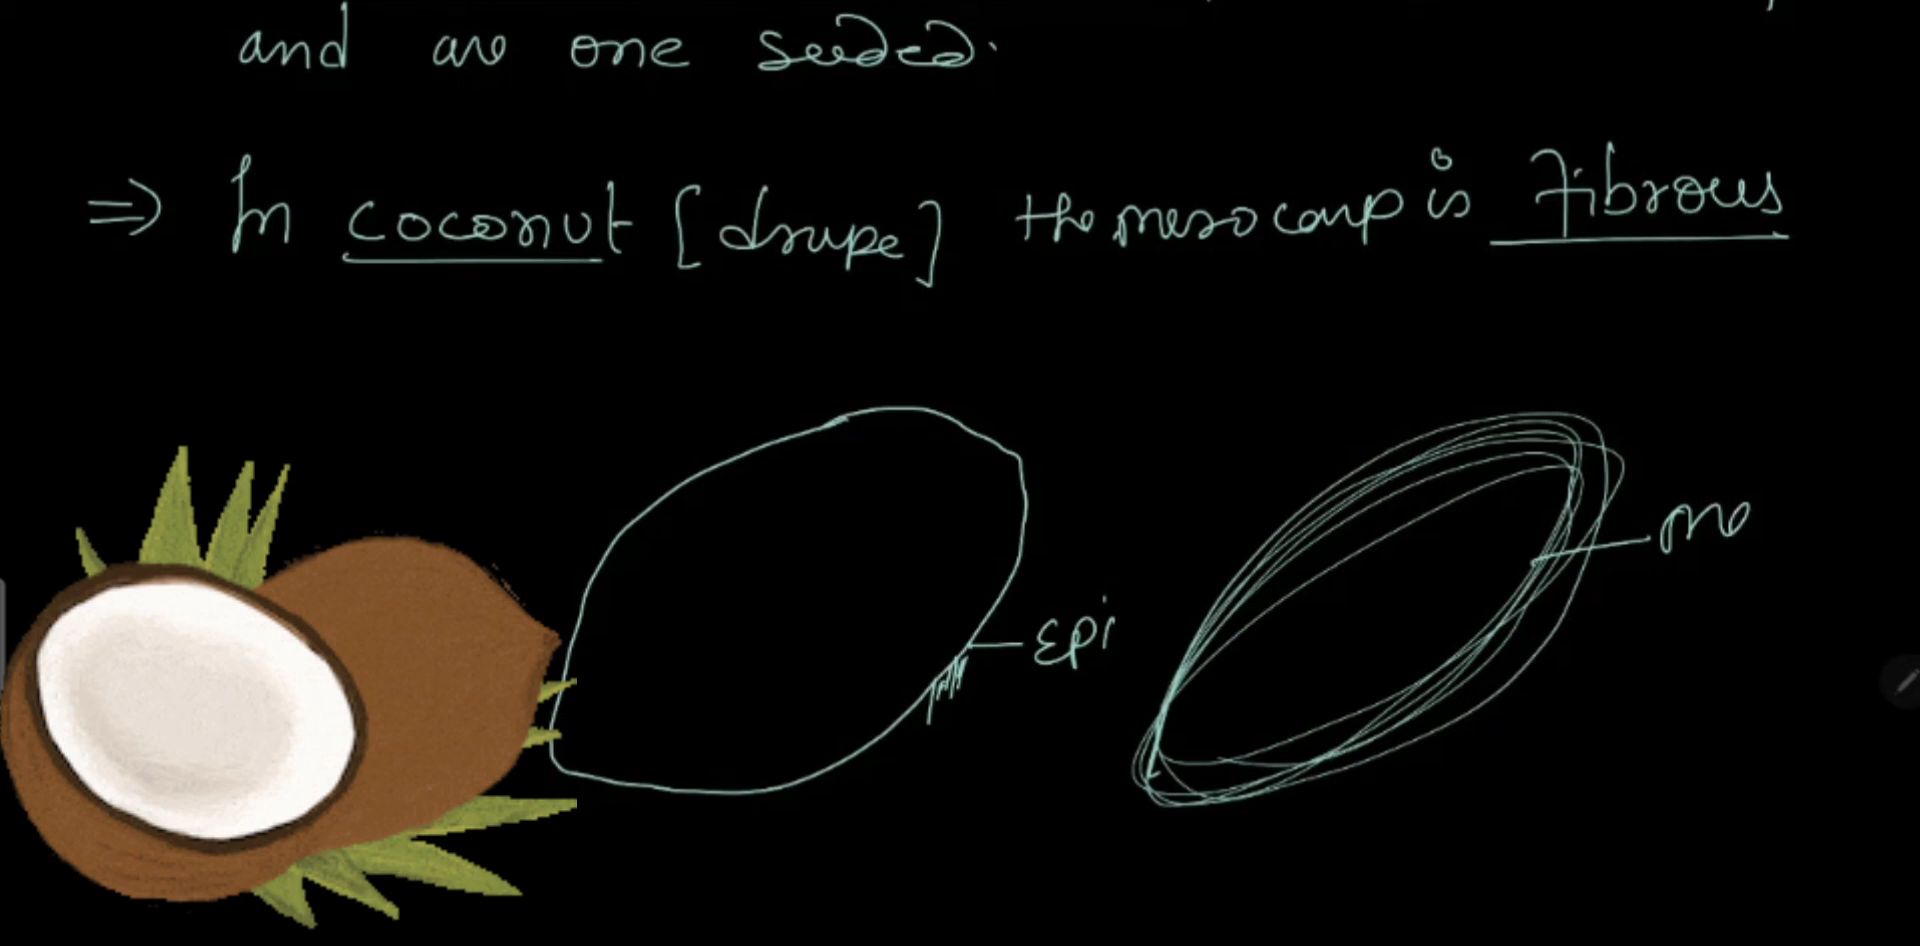 and are one seeded.
⇒ In coconut [drupe] the mesocarp is Fibrous
Epi
me